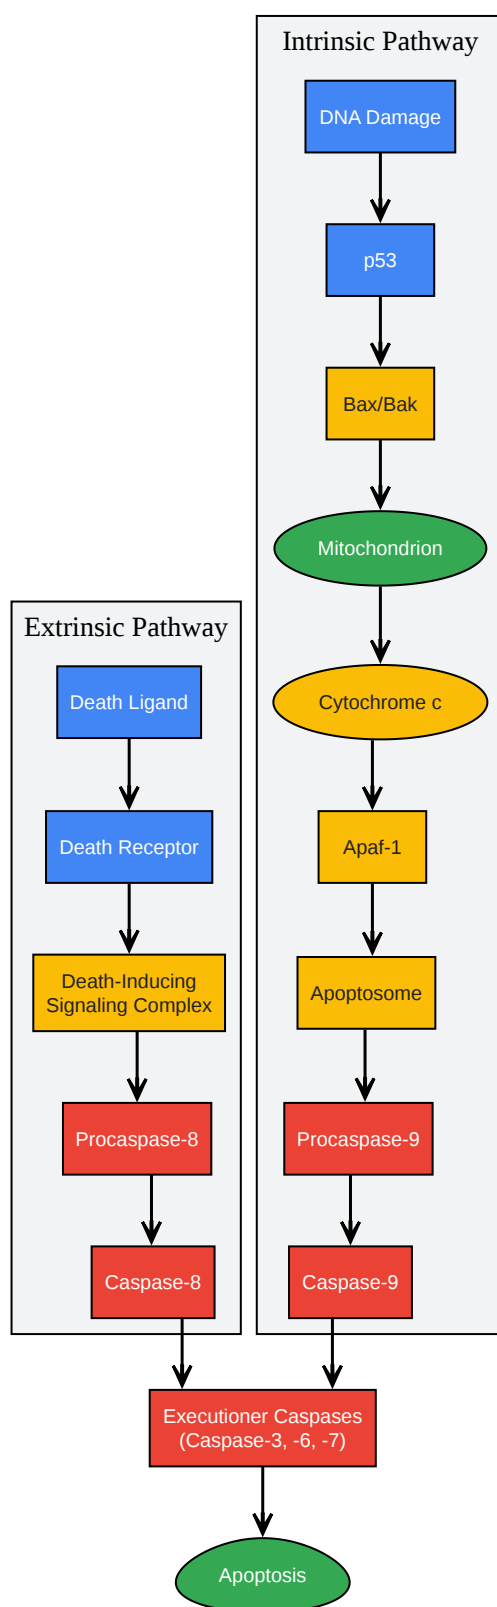 Intrinsic Pathway
DNA Damage
p53
Bax/Bak
Mitochondrion
Cytochrome c
Apaf-1
Apoptosome
Procaspase-9
Caspase-9
Extrinsic Pathway
Death Ligand
Death Receptor
Death-Inducing
Signaling Complex
Procaspase-8
Caspase-8
Executioner Caspases
(Caspase-3, -6, -7)
Apoptosis